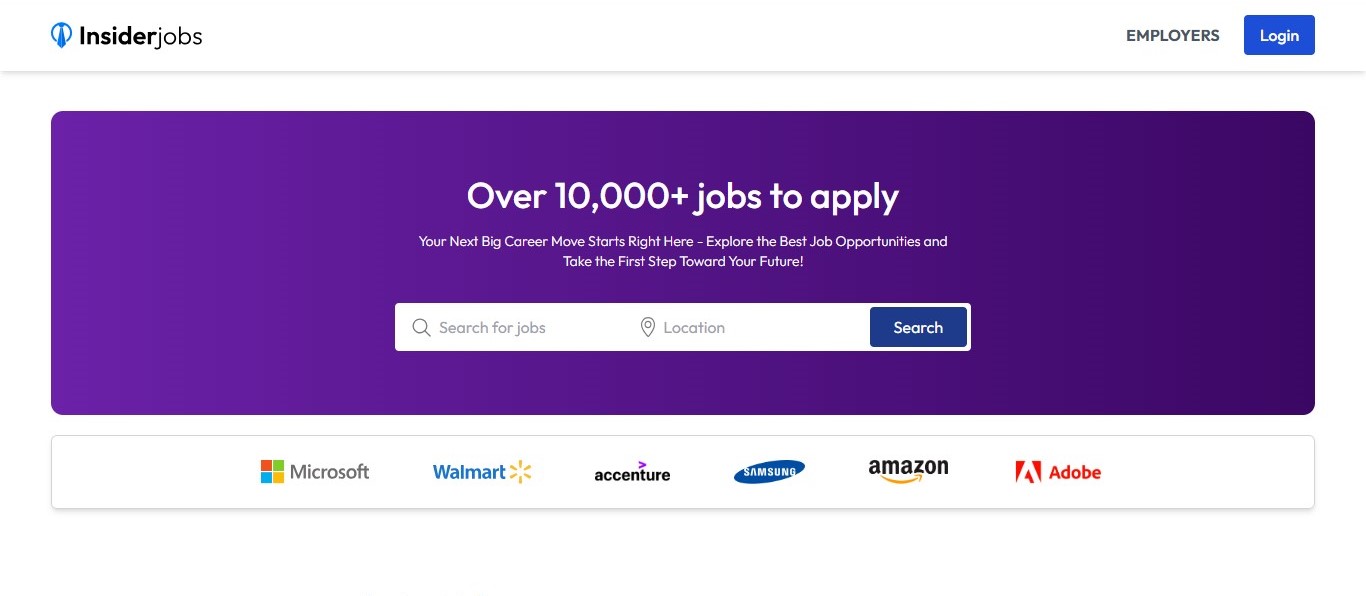 Insiderjobs
EMPLOYERS
Login
Over 10,000+ jobs to apply
Your Next Big Career Move Starts Right Here - Explore the Best Job Opportunities and
Take the First Step Toward Your Future!
Search for jobs
Location
Search
Microsoft
Walmart
accenture
SAMSUNG
amazon
Adobe